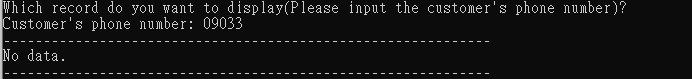 Which record do you want to display(Please input the customer's phone number)?
Customer's phone number: 09033
-------------------------------------------------------------
No data.
-------------------------------------------------------------